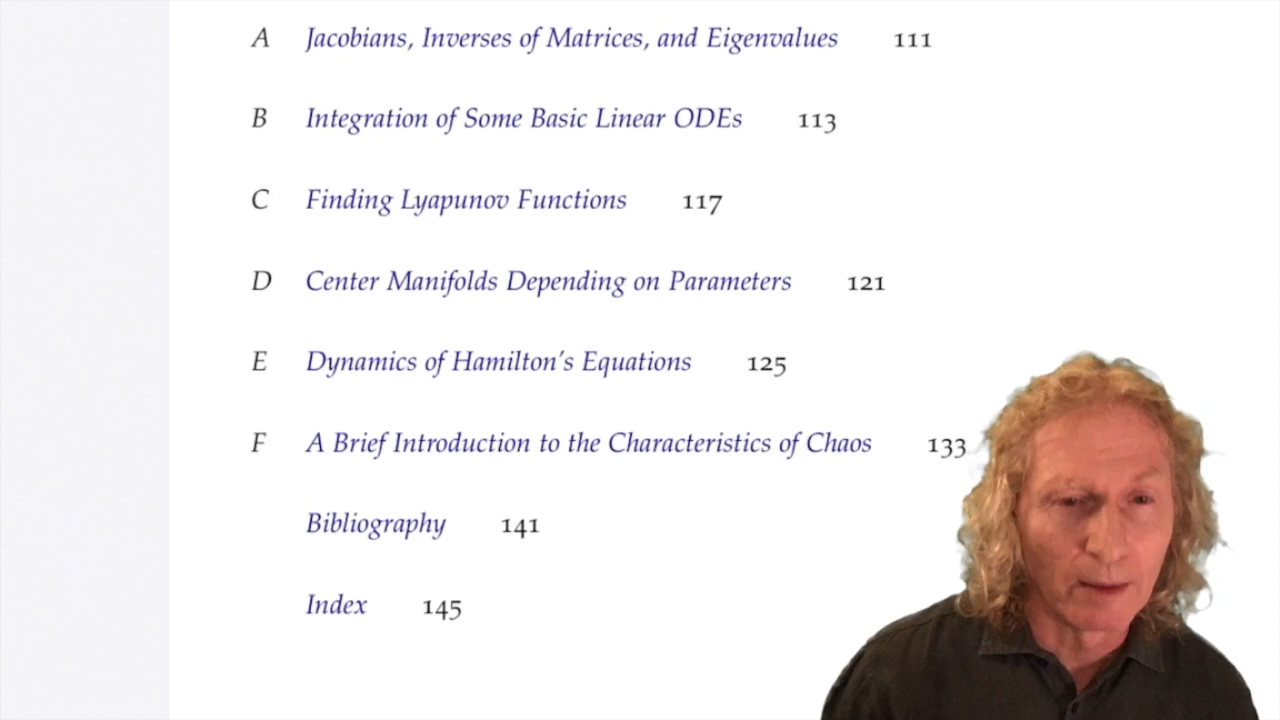 A Jacobians, Inverses of Matrices, and Eigenvalues 111
B Integration of Some Basic Linear ODEs 113
C Finding Lyapunov Functions 117
D Center Manifolds Depending on Parameters 121
E Dynamics of Hamilton's Equations 125
F A Brief Introduction to the Characteristics of Chaos 133
Bibliography 141
Index 145